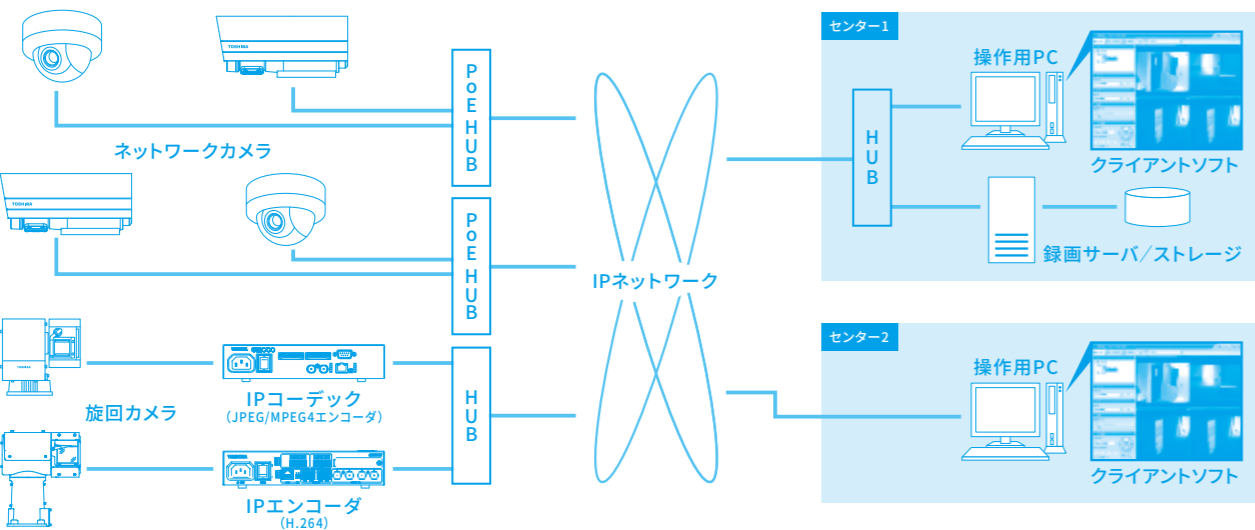 TOSHIBA
ネットワークカメラ
PoE HUB
TOSHIBA
PoE HUB
旋回カメラ
IPコーデック
（JPEG/MPEG4エンコーダ）
IPエンコーダ
（H.264）
HUB
IPネットワーク
センター1
HUB
操作用PC
クライアントソフト
録画サーバ／ストレージ
センター2
操作用PC
クライアントソフト